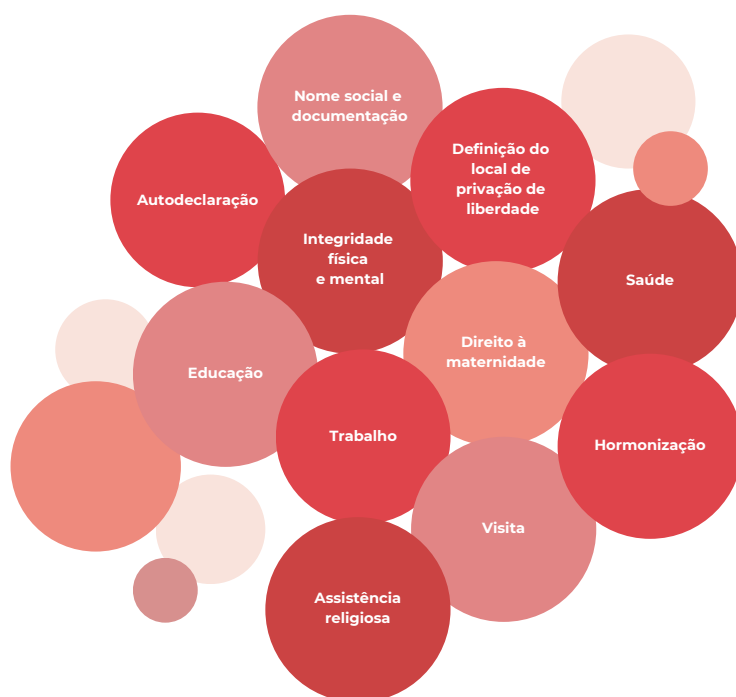 Nome social e
documentação
Definição do
local de
privação de
liberdade
Autodeclaração
Integridade
física
e mental
Saúde
Direito à
maternidade
Educação
Trabalho
Hormonização
Visita
Assistência
religiosa